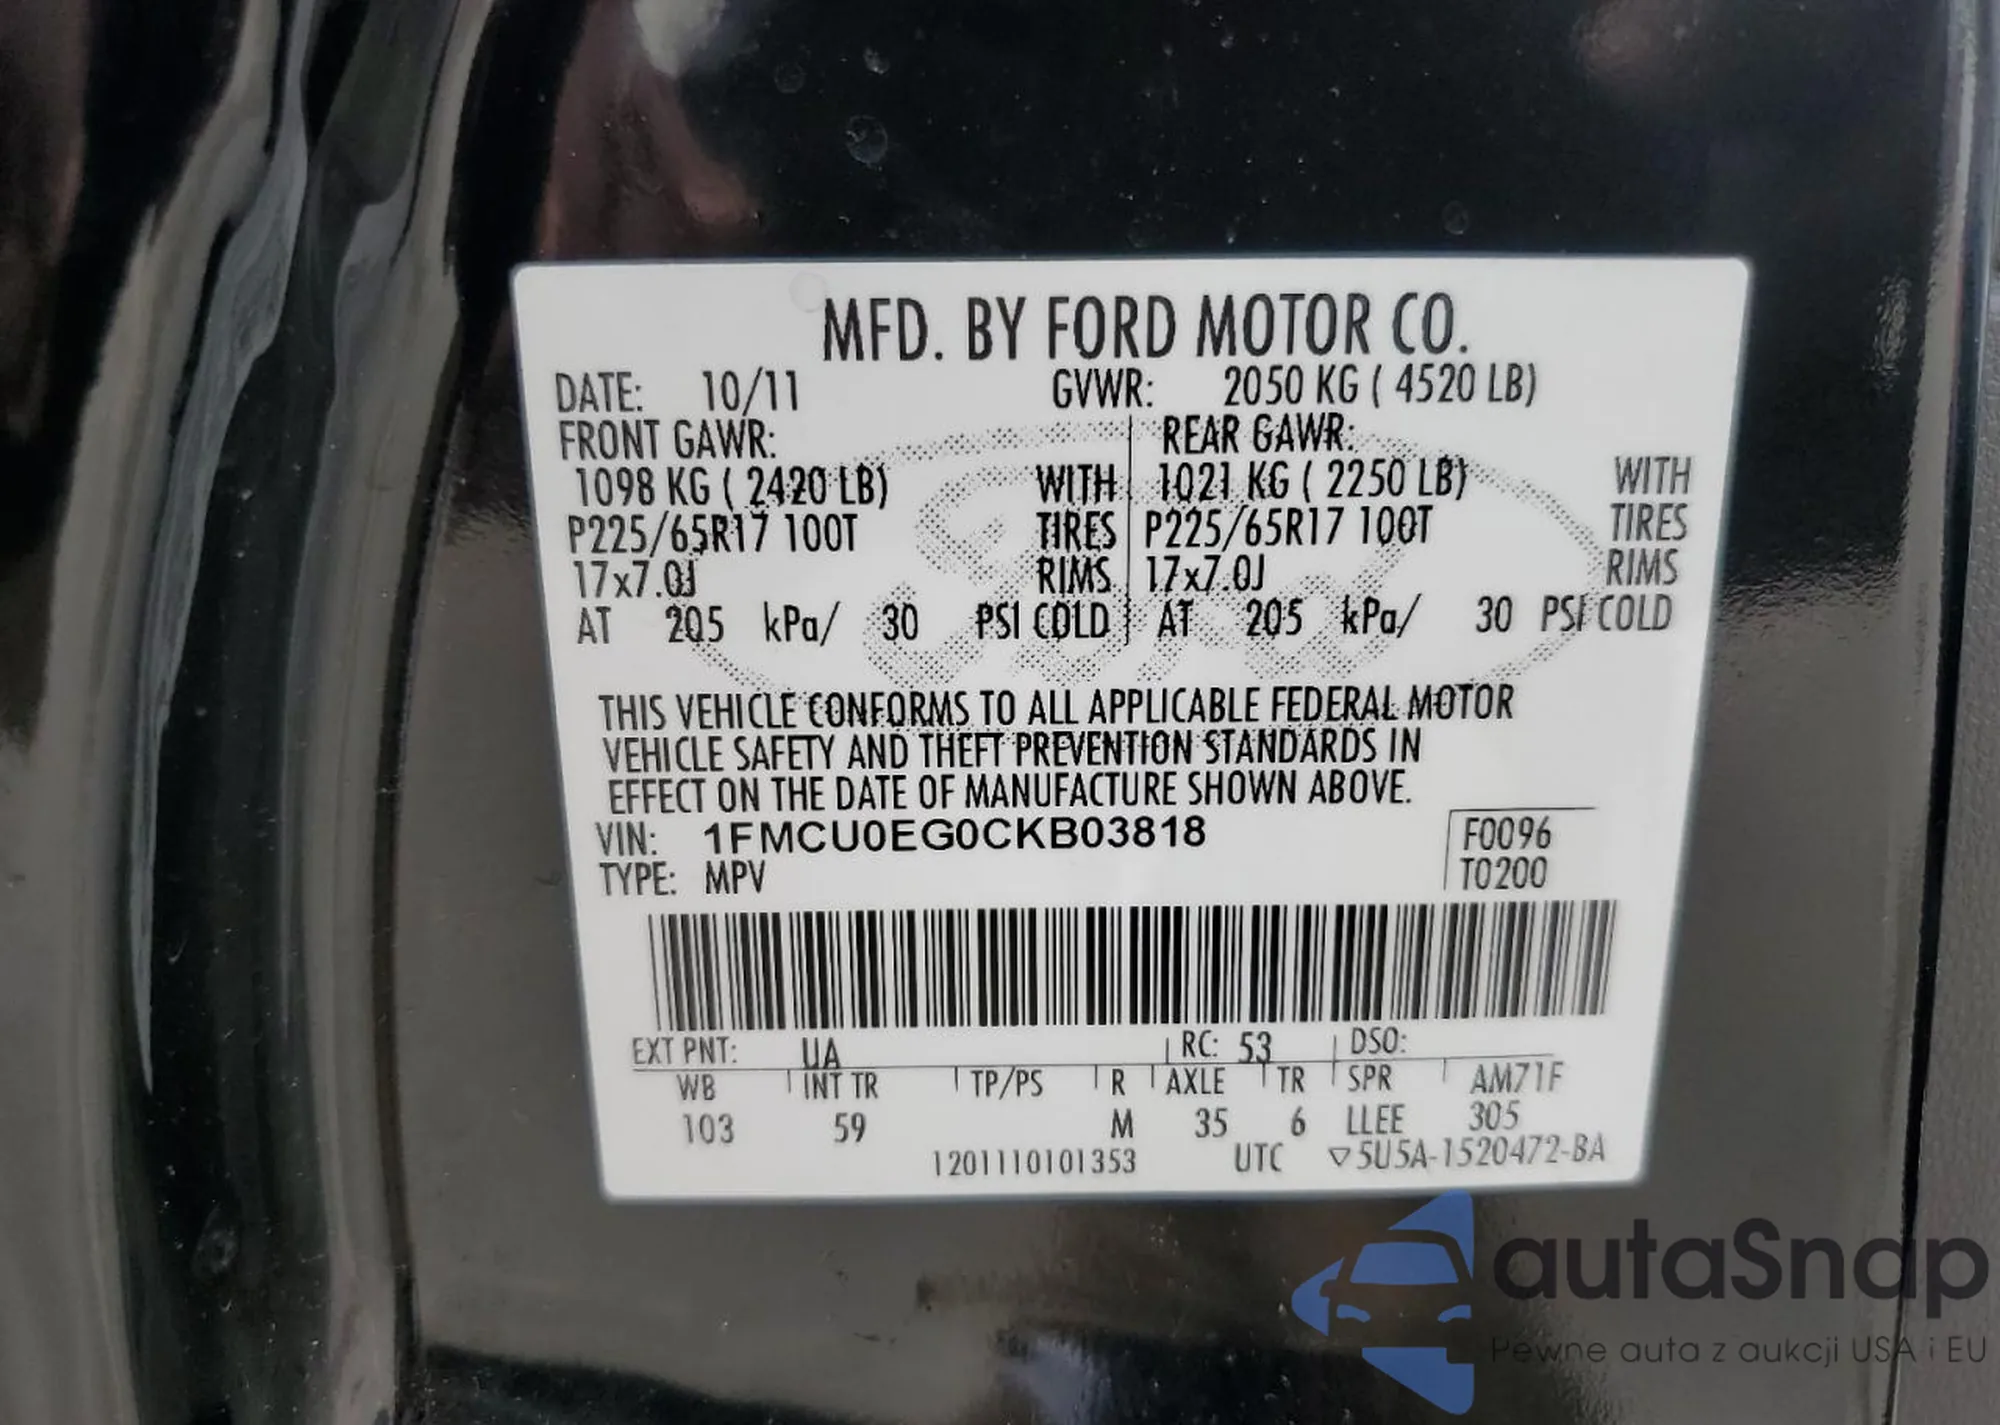 MFD. BY FORD MOTOR CO.
DATE: 10/11 GVWR: 2050 KG ( 4520 LB)
FRONT GAWR: REAR GAWR:
1098 KG ( 2420 LB) WITH 1021 KG ( 2250 LB) WITH
P225/65R17 100T TIRES P225/65R17 100T TIRES
17x7.0J RIMS 17x7.0J RIMS
AT 205 kPa/ 30 PSI COLD AT 205 kPa/ 30 PSI COLD
Ford
THIS VEHICLE CONFORMS TO ALL APPLICABLE FEDERAL MOTOR
VEHICLE SAFETY AND THEFT PREVENTION STANDARDS IN
EFFECT ON THE DATE OF MANUFACTURE SHOWN ABOVE.
VIN: 1FMCU0EG0CKB03818 F0096
TYPE: MPV T0200
EXT PNT: UA RC: 53 DSO:
WB INT TR TP/PS R AXLE TR SPR AM71F
103 59 M 35 6 LLEE 305
1201110101353 UTC ▽5U5A-1520472-BA
autaSnap
Pewne auta z aukcji USA i EU